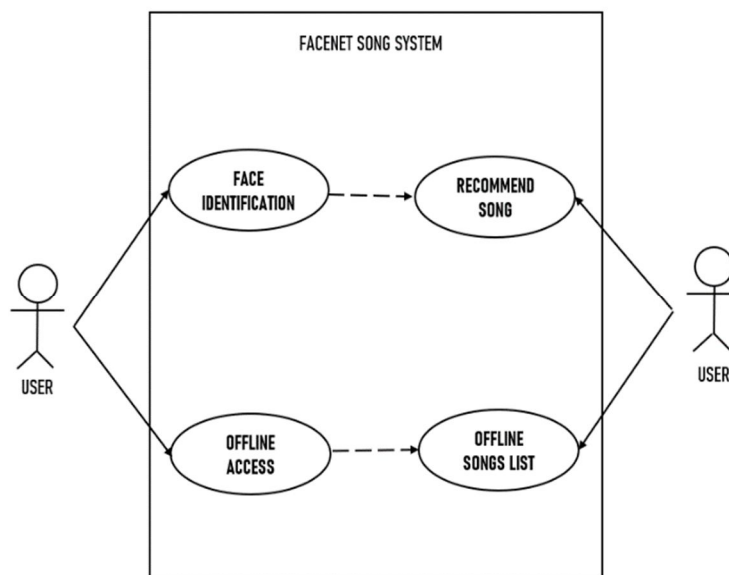 FACENET SONG SYSTEM
FACE
IDENTIFICATION
RECOMMEND
SONG
USER
USER
OFFLINE
ACCESS
OFFLINE
SONGS LIST